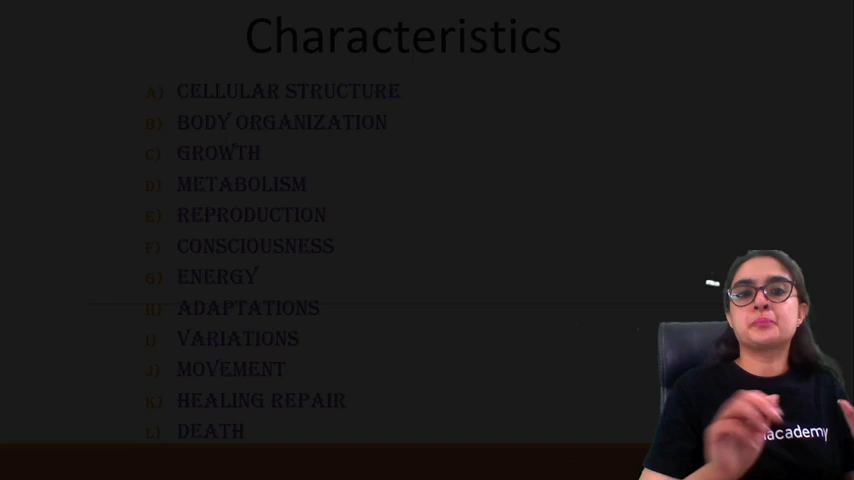 Characteristics
A) CELLULAR STRUCTURE
B) BODY ORGANIZATION
C) GROWTH
D) METABOLISM
E) REPRODUCTION
F) CONSCIOUSNESS
G) ENERGY
H) ADAPTATIONS
I) VARIATIONS
J) MOVEMENT
K) HEALING REPAIR
L) DEATH
academy